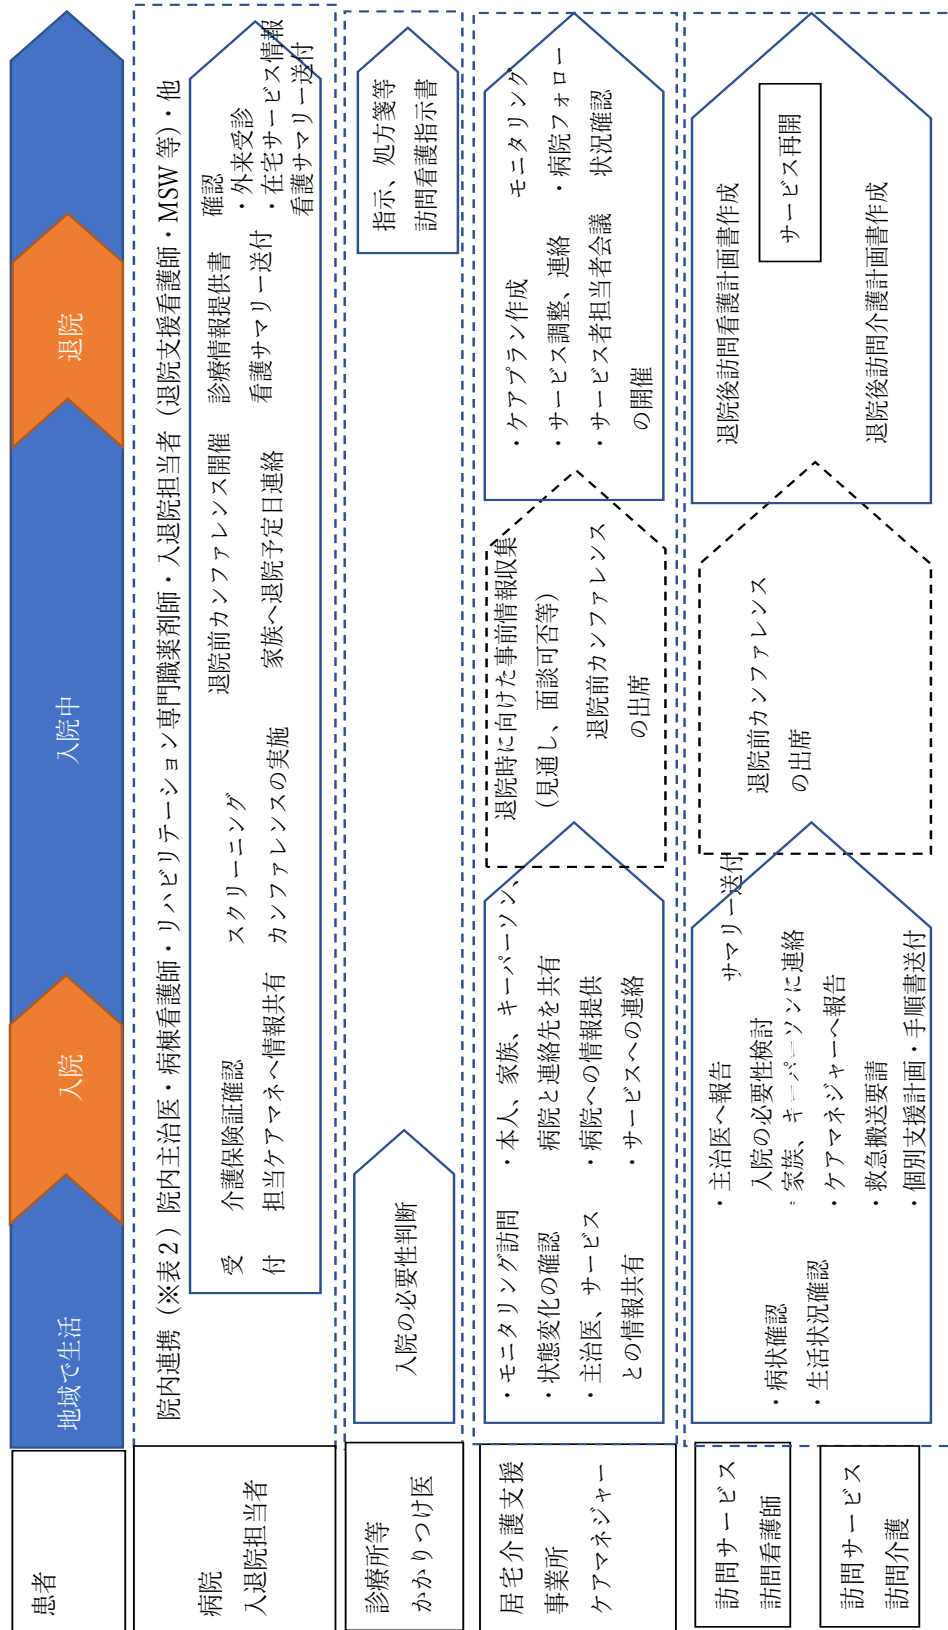 患者
地域で生活
入院
入院中
退院
病院
入退院担当者
院内連携（※表２）院内主治医・病棟看護師・リハビリテーション専門職薬剤師・入退院担当者（退院支援看護師・MSW 等）・他
受
付
介護保険証確認
担当ケアマネへ情報共有
スクリーニング
カンファレンスの実施
退院前カンファレンス開催
家族へ退院予定日連絡
診療情報提供書
看護サマリー送付
確認
・外来受診
・在宅サービス情報
看護サマリー送付
診療所等
かかりつけ医
入院の必要性判断
指示、処方箋等
訪問看護指示書
居宅介護支援
事業所
ケアマネジャー
・モニタリング訪問
・状態変化の確認
・主治医、サービス
との情報共有
・本人、家族、キーパーソン、
病院と連絡先を共有
・病院への情報提供
・サービスへの連絡
退院時に向けた事前情報収集
（見通し、面談可否等）
退院前カンファレンス
の出席
・ケアプラン作成
・サービス調整、連絡
・サービス者担当者会議
の開催
モニタリング
・病院フォロー
状況確認
訪問サービス
訪問看護師
訪問サービス
訪問介護
・病状確認
・生活状況確認
・主治医へ報告
サマリー送付
入院の必要性検討
・家族、キーパーソンに連絡
・ケアマネジャーへ報告
・救急搬送要請
・個別支援計画・手順書送付
退院前カンファレンス
の出席
退院後訪問看護計画書作成
サービス再開
退院後訪問介護計画書作成